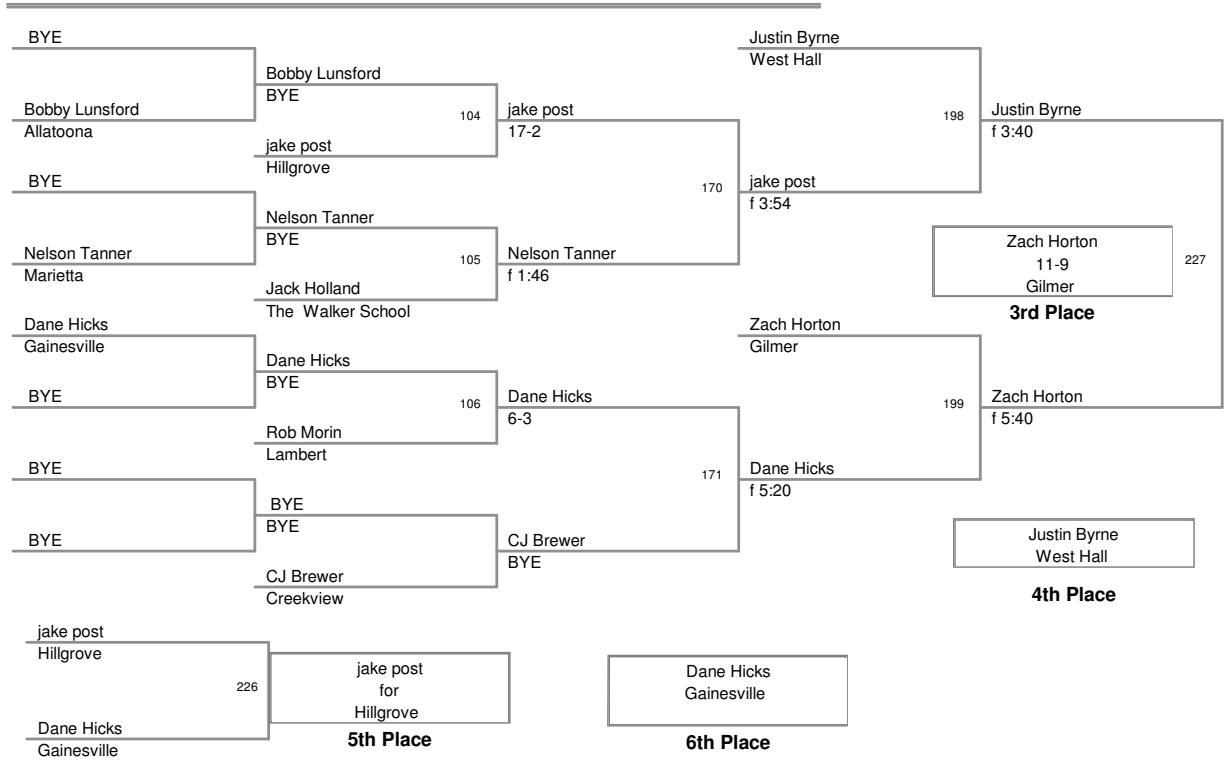 BYE
Justin Byrne
West Hall
Bobby Lunsford
BYE
Bobby Lunsford
Allatoona
104
jake post
17-2
198
Justin Byrne
f 3:40
jake post
Hillgrove
BYE
170
jake post
f 3:54
Nelson Tanner
BYE
Nelson Tanner
Marietta
105
Nelson Tanner
f 1:46
Zach Horton
11-9
Gilmer
227
3rd Place
Jack Holland
The Walker School
Dane Hicks
Gainesville
Zach Horton
Gilmer
Dane Hicks
BYE
BYE
106
Dane Hicks
6-3
199
Zach Horton
f 5:40
Rob Morin
Lambert
BYE
171
Dane Hicks
f 5:20
BYE
BYE
BYE
CJ Brewer
BYE
Justin Byrne
West Hall
4th Place
CJ Brewer
Creekview
jake post
Hillgrove
226
jake post
for
Hillgrove
5th Place
Dane Hicks
Gainesville
6th Place
Dane Hicks
Gainesville